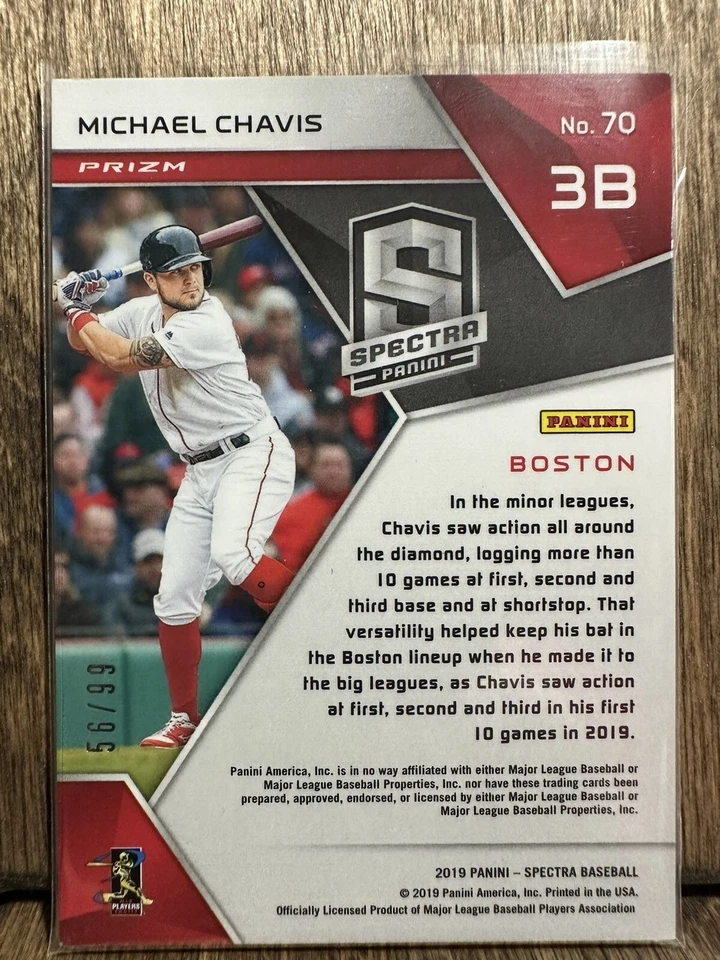 MICHAEL CHAVIS
No. 70
PRIZM
3B
S
SPECTRA
PANINI
PANINI
BOSTON
In the minor leagues,
Chavis saw action all around
the diamond, logging more than
10 games at first, second and
third base and at shortstop. That
versatility helped keep his bat in
the Boston lineup when he made it to
the big leagues, as Chavis saw action
at first, second and third in his first
10 games in 2019.
56/99
Panini America, Inc. is in no way affiliated with either Major League Baseball or
Major League Baseball Properties, Inc. nor have these trading cards been
prepared, approved, endorsed, or licensed by either Major League Baseball or
Major League Baseball Properties, Inc.
PLAYERS
2019 PANINI – SPECTRA BASEBALL
© 2019 Panini America, Inc. Printed in the USA.
Officially Licensed Product of Major League Baseball Players Association